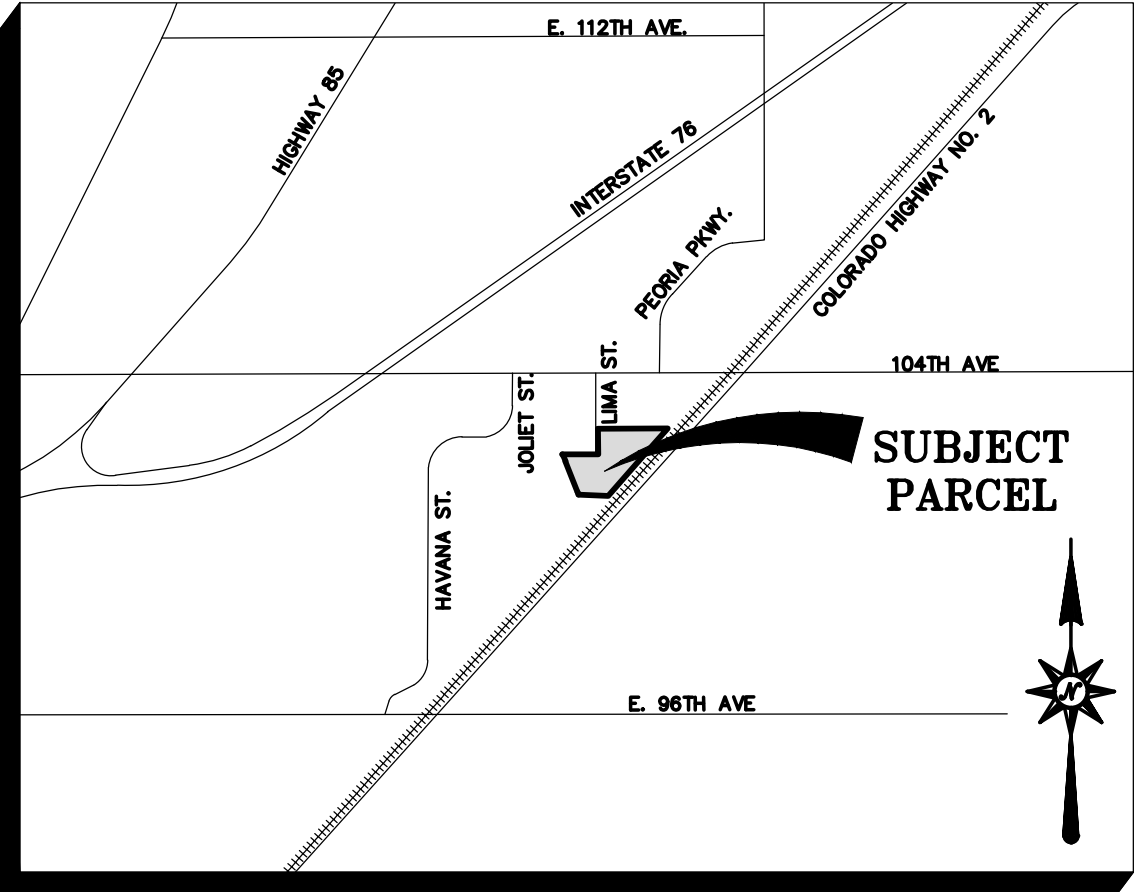 E. 112TH AVE.
HIGHWAY 85
INTERSTATE 76
COLORADO HIGHWAY NO. 2
PEORIA PKWY.
104TH AVE
LIMA ST.
JOLIET ST.
SUBJECT
PARCEL
HAVANA ST.
N
E. 96TH AVE